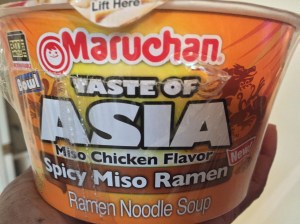 Lift Here
Maruchan
Bowl
TASTE OF
ASIA
Miso Chicken Flavor
New!
Spicy Miso Ramen
Ramen Noodle Soup